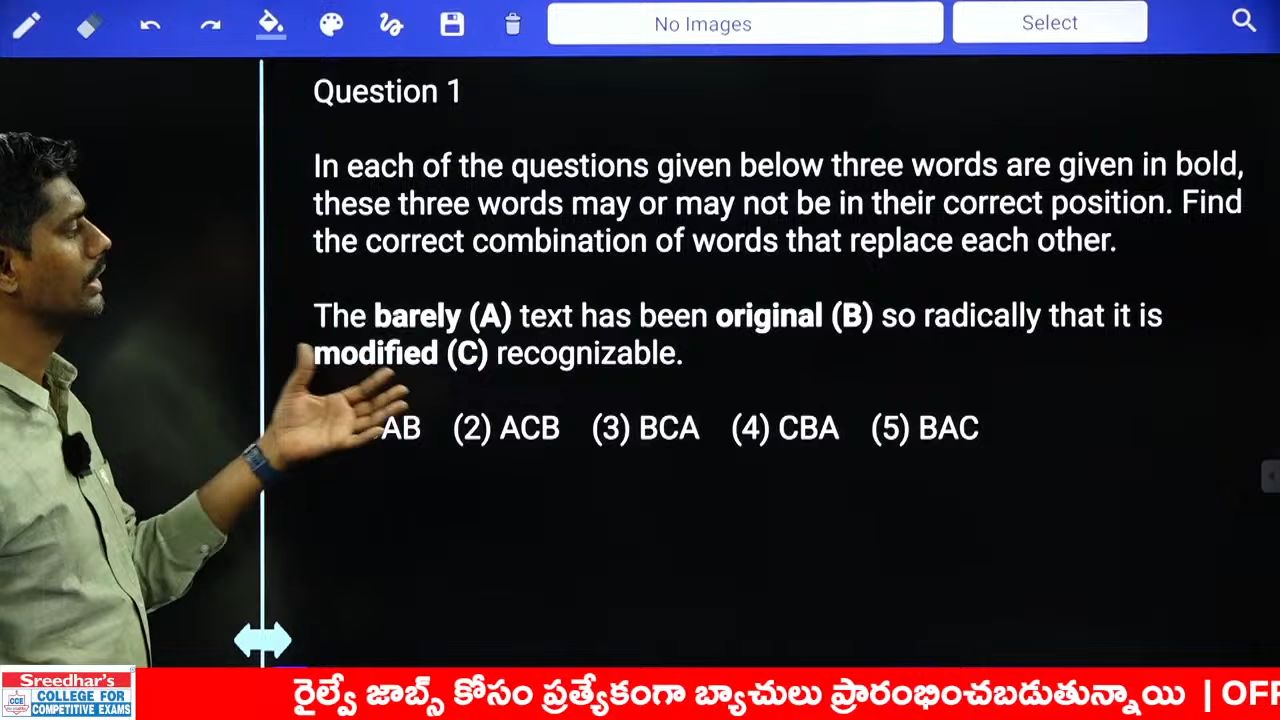 No Images
Select
Question 1
In each of the questions given below three words are given in bold,
these three words may or may not be in their correct position. Find
the correct combination of words that replace each other.
The barely (A) text has been original (B) so radically that it is
modified (C) recognizable.
AB (2) ACB (3) BCA (4) CBA (5) BAC
Sreedhar's
CCE
COLLEGE FOR
COMPETITIVE EXAMS
రైల్వే జాబ్స్ కోసం ప్రత్యేకంగా బ్యాచులు ప్రారంభించబడుతున్నాయి | OFF